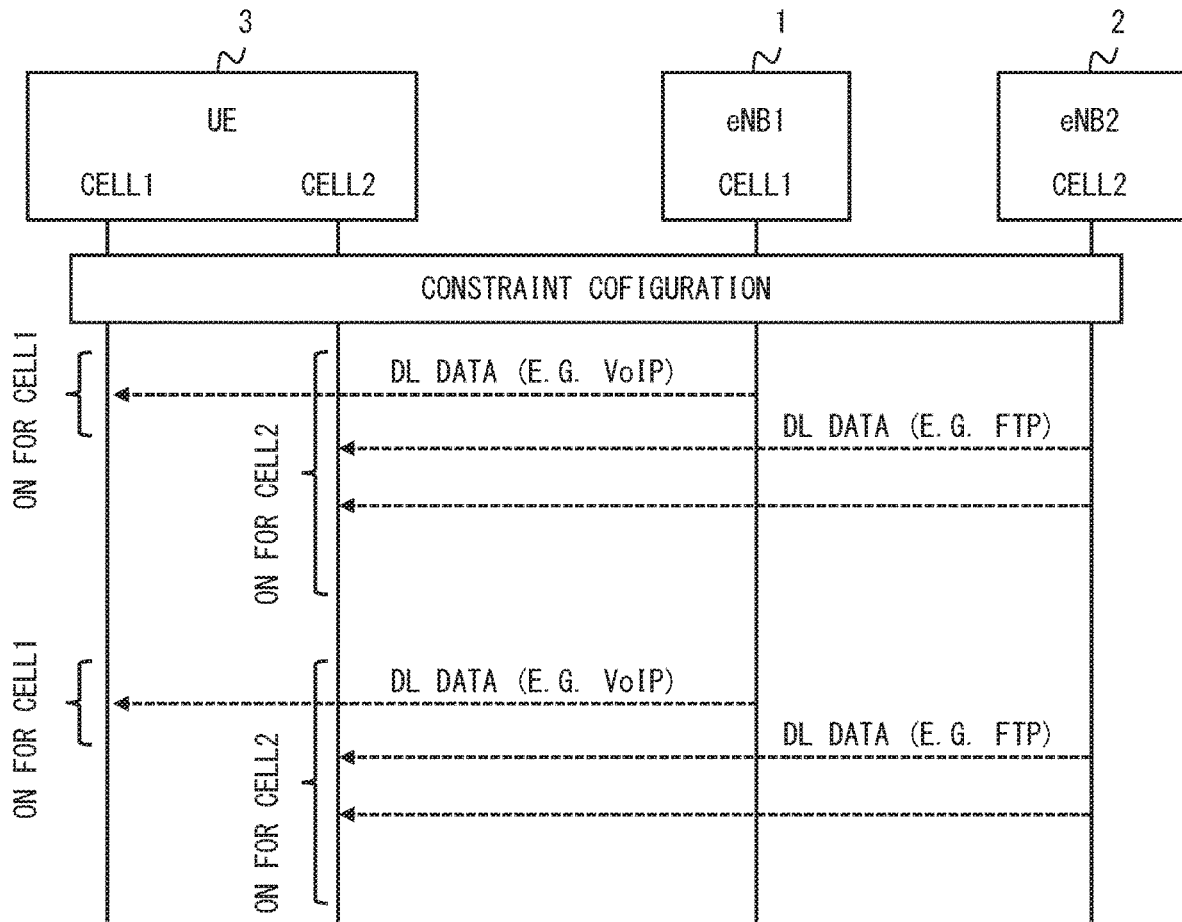 3
1
2
UE
eNB1
eNB2
CELL1
CELL2
CELL1
CELL2
CONSTRAINT COFIGURATION
ON FOR CELL1
ON FOR CELL2
DL DATA (E.G. VoIP)
DL DATA (E.G. FTP)
ON FOR CELL1
ON FOR CELL2
DL DATA (E.G. VoIP)
DL DATA (E.G. FTP)